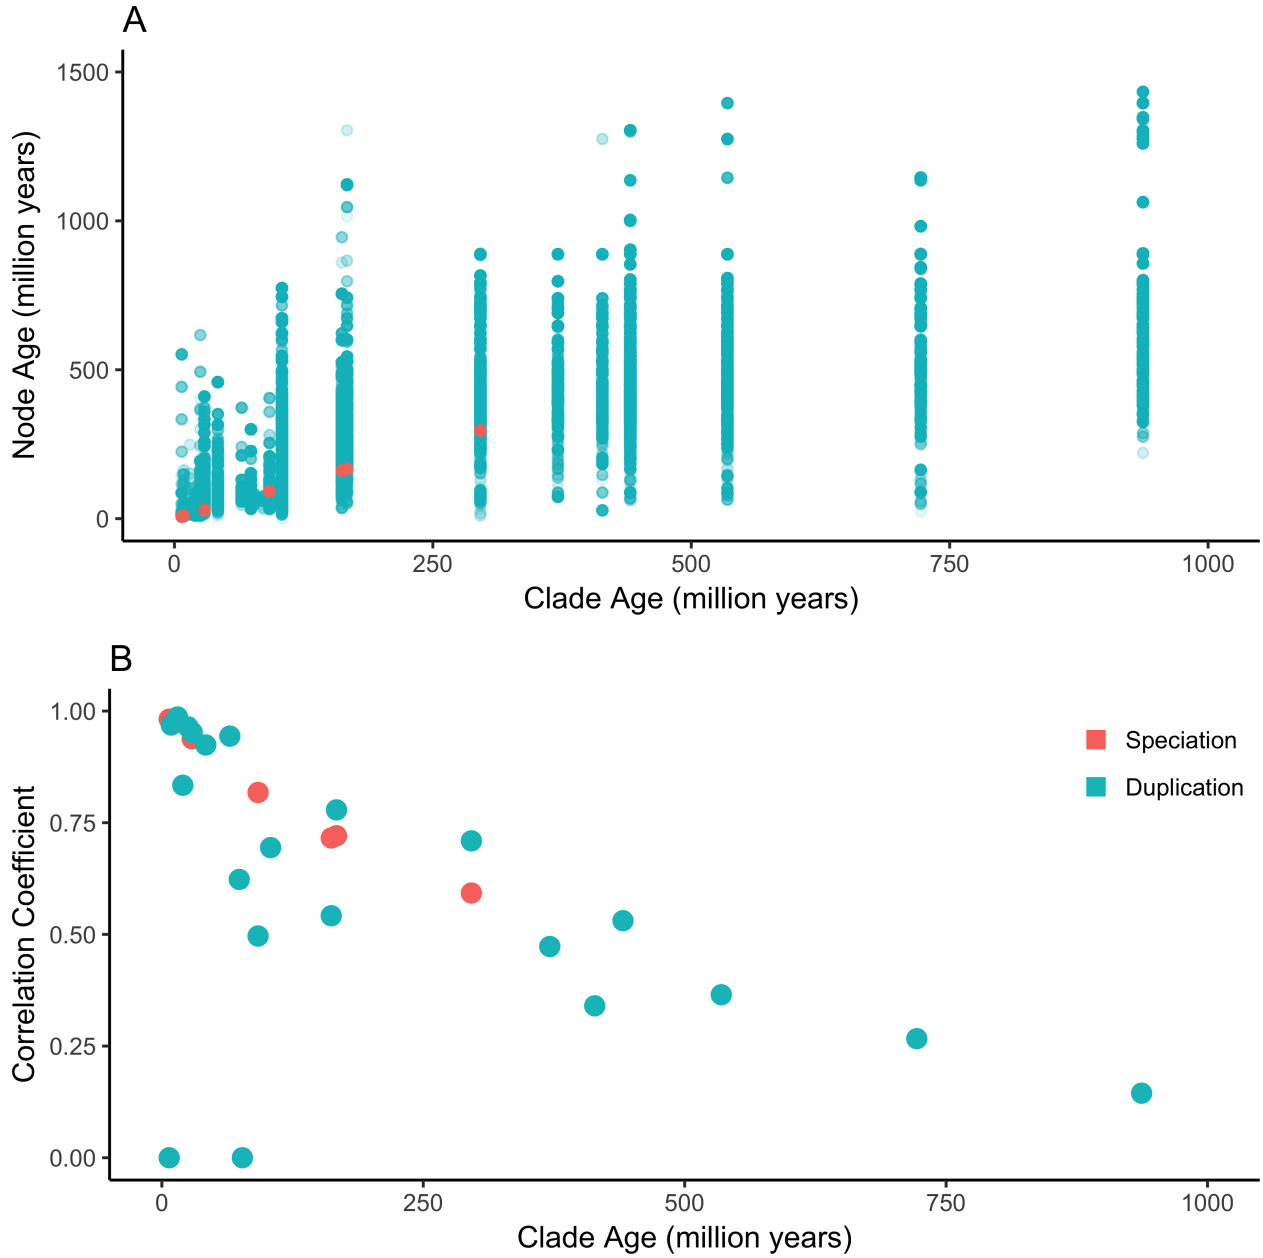 A
1500
1000
500
0
Node Age (million years)
0 250 500 750 1000
Clade Age (million years)
B
1.00
0.75
0.50
0.25
0.00
Correlation Coefficient
Speciation
Duplication
0 250 500 750 1000
Clade Age (million years)